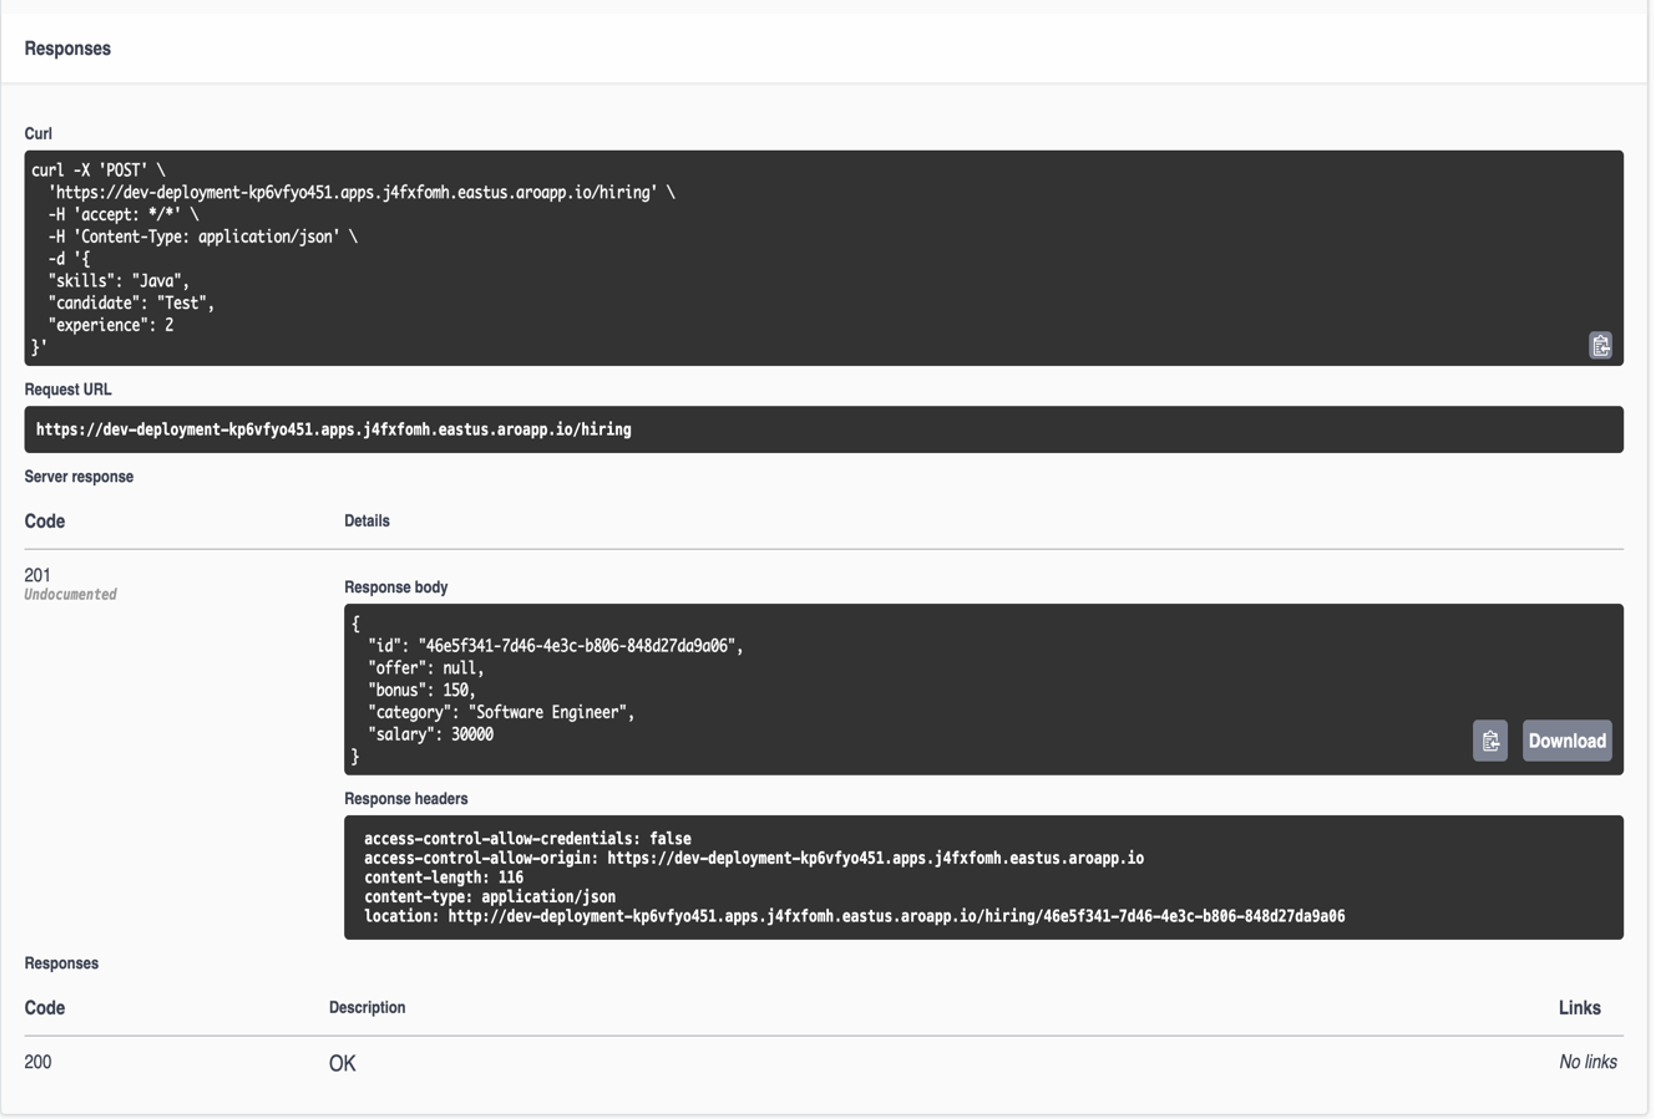 Responses
Curl
curl -X 'POST' \
  'https://dev-deployment-kp6vfyo451.apps.j4fxfomh.eastus.aroapp.io/hiring' \
  -H 'accept: */*' \
  -H 'Content-Type: application/json' \
  -d '{
  "skills": "Java",
  "candidate": "Test",
  "experience": 2
}'
Request URL
https://dev-deployment-kp6vfyo451.apps.j4fxfomh.eastus.aroapp.io/hiring
Server response
Code Details
201
Undocumented
Response body
{
  "id": "46e5f341-7d46-4e3c-b806-848d27da9a06",
  "offer": null,
  "bonus": 150,
  "category": "Software Engineer",
  "salary": 30000
}
Download
Response headers
access-control-allow-credentials: false
access-control-allow-origin: https://dev-deployment-kp6vfyo451.apps.j4fxfomh.eastus.aroapp.io
content-length: 116
content-type: application/json
location: http://dev-deployment-kp6vfyo451.apps.j4fxfomh.eastus.aroapp.io/hiring/46e5f341-7d46-4e3c-b806-848d27da9a06
Responses
Code Description Links
200 OK No links